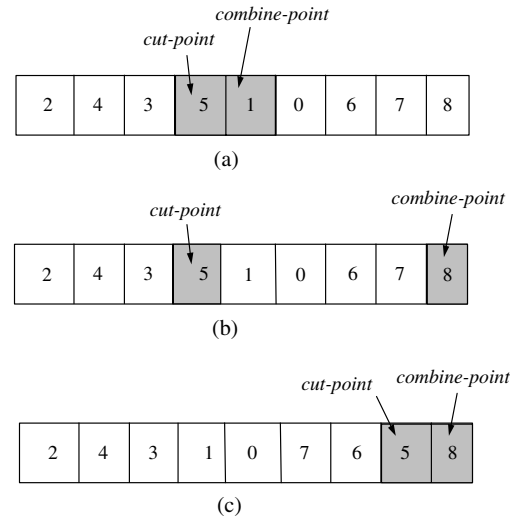 combine-point
cut-point
2 4 3 5 1 0 6 7 8
(a)
combine-point
cut-point
2 4 3 5 1 0 6 7 8
(b)
cut-point combine-point
2 4 3 1 0 7 6 5 8
(c)